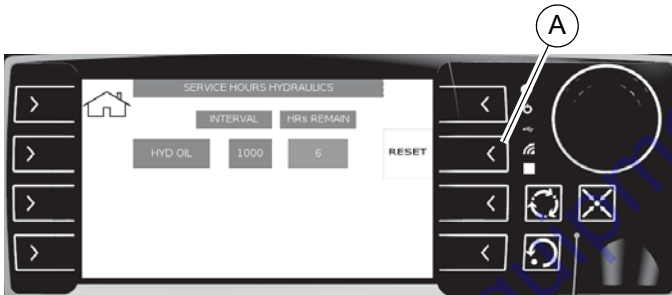 A
SERVICE HOURS HYDRAULICS
INTERVAL HRs REMAIN
HYD OIL 1000 6 RESET